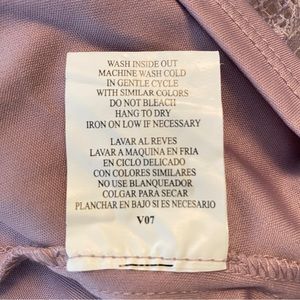 WASH INSIDE OUT
MACHINE WASH COLD
IN GENTLE CYCLE
WITH SIMILAR COLORS
DO NOT BLEACH
HANG TO DRY
IRON ON LOW IF NECESSARY
LAVAR AL REVES
LAVAR A MAQUINA EN FRIA
EN CICLO DELICADO
CON COLORES SIMILARES
NO USE BLANQUEADOR
COLGAR PARA SECAR
PLANCHAR EN BAJO SI ES NECESARIO
V07